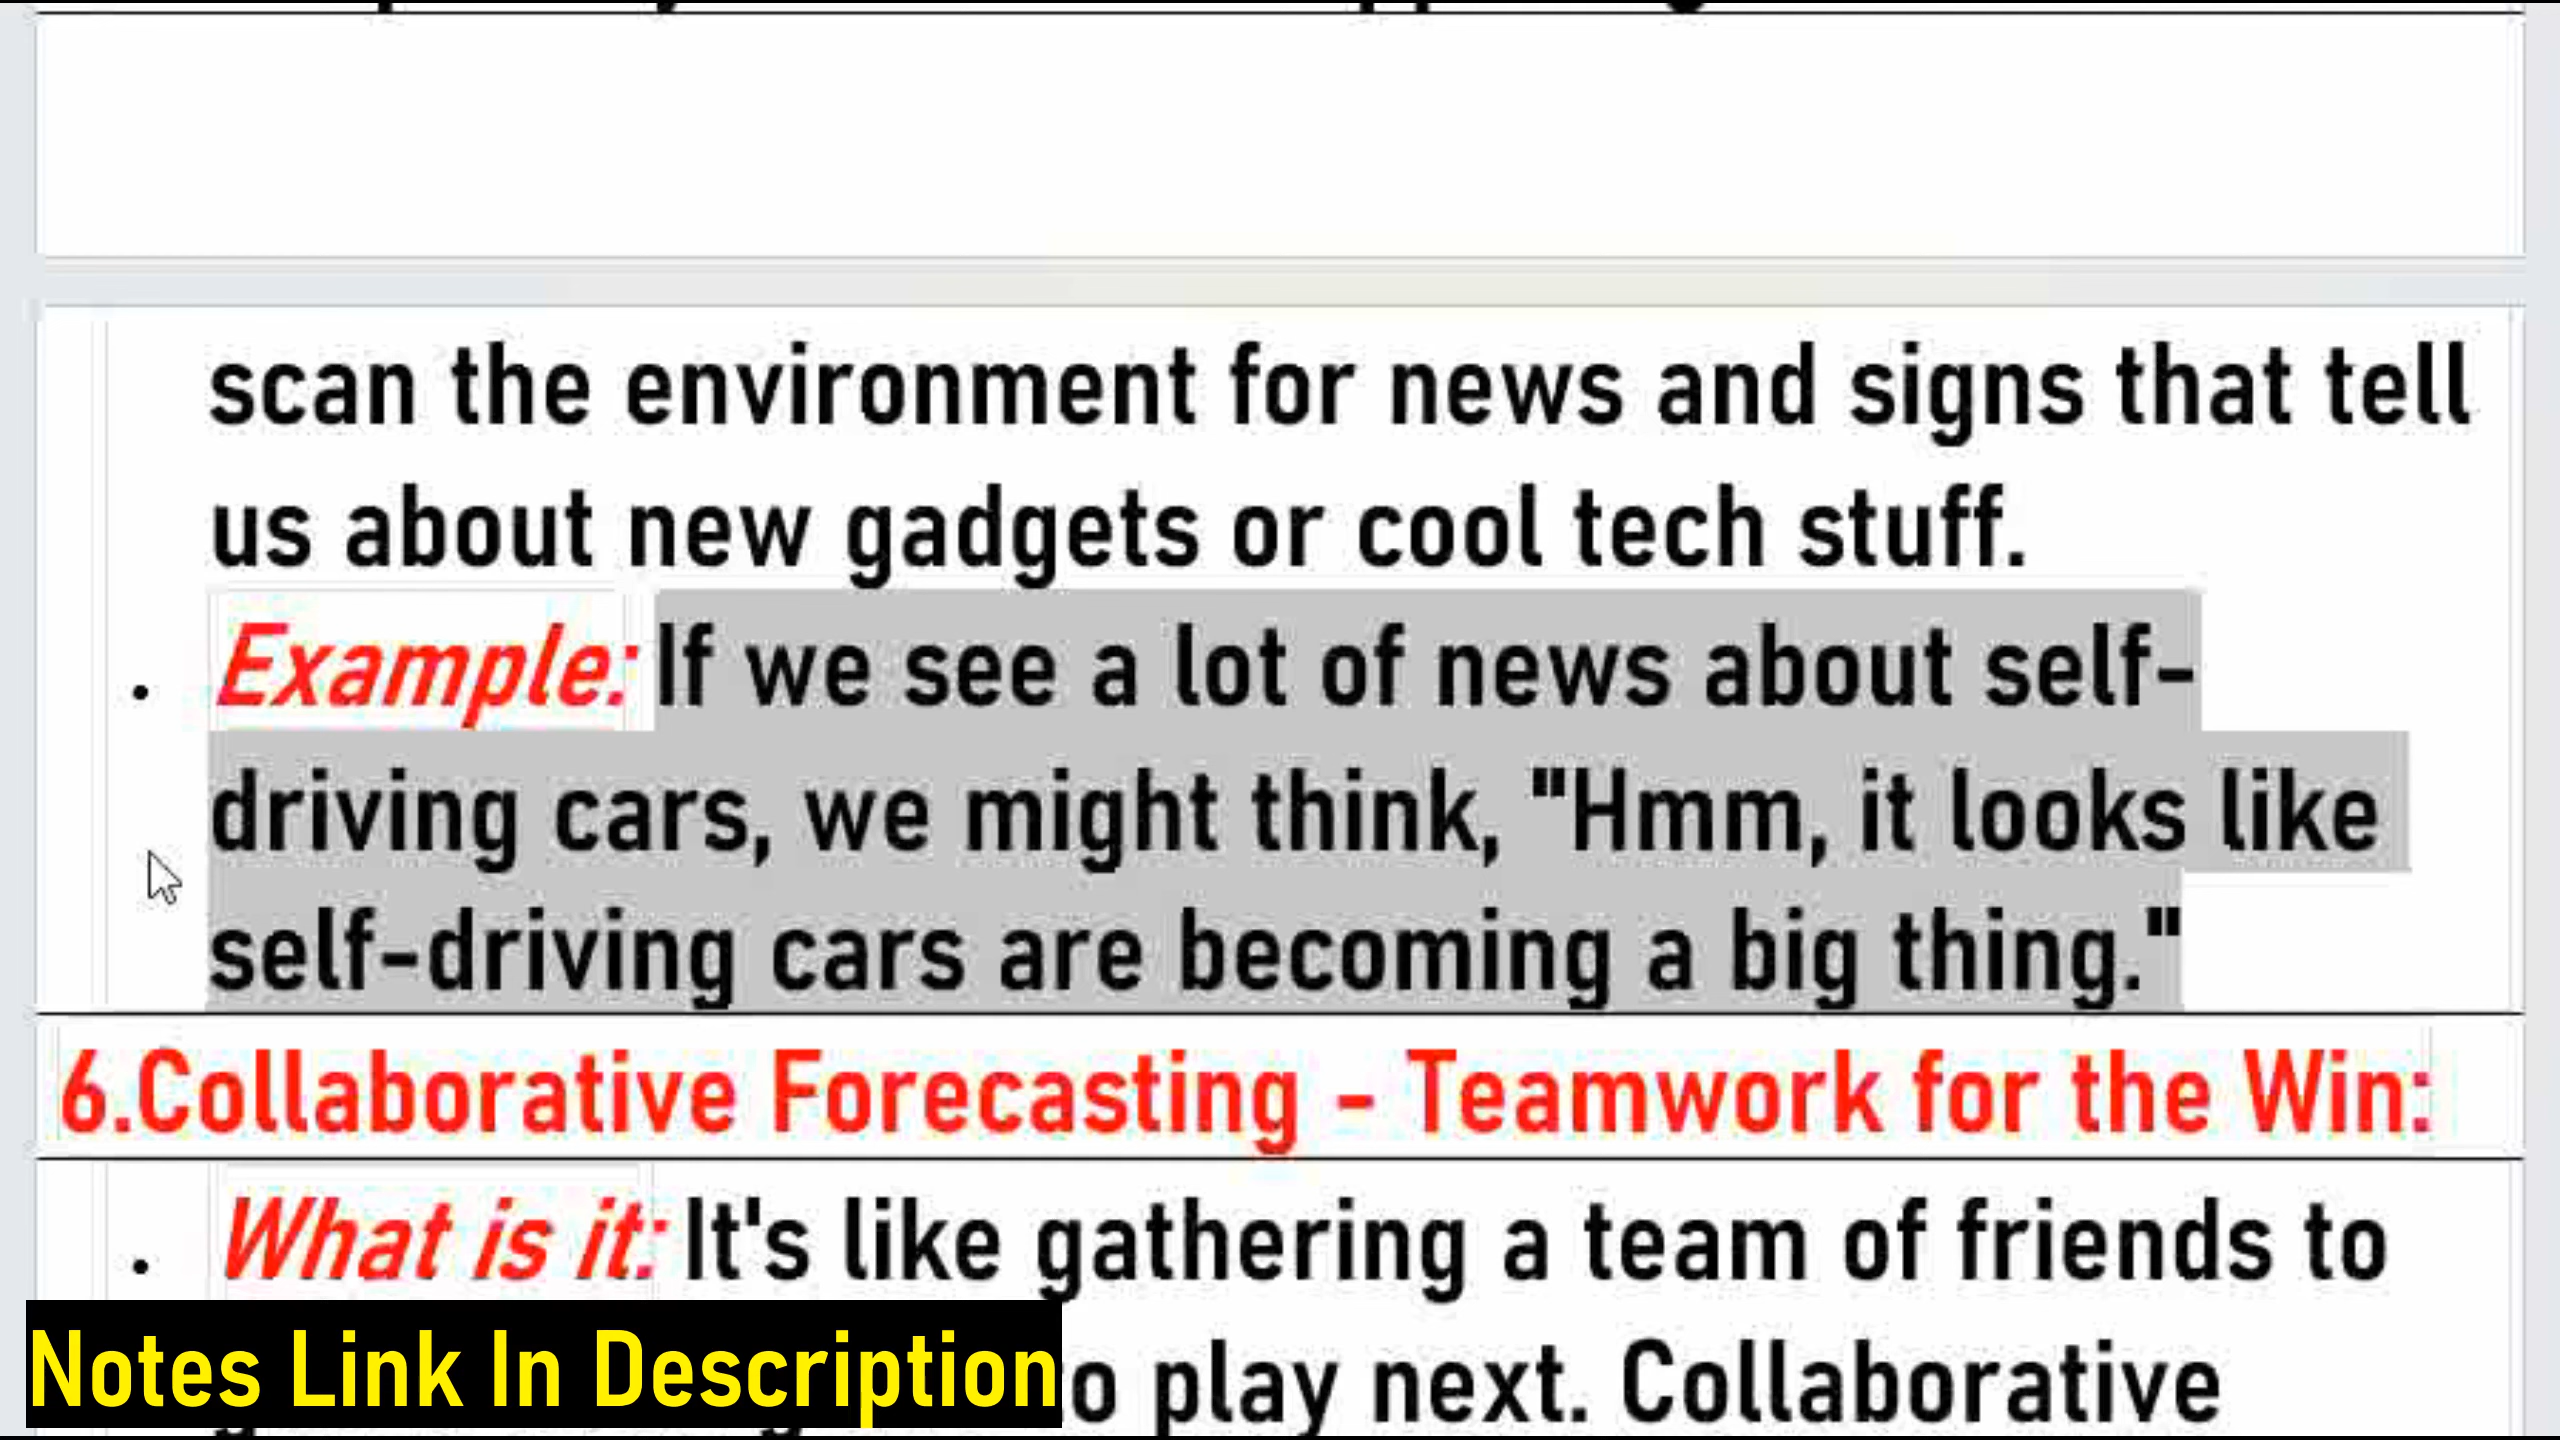 scan the environment for news and signs that tell
us about new gadgets or cool tech stuff.
• Example: If we see a lot of news about self-
driving cars, we might think, "Hmm, it looks like
self-driving cars are becoming a big thing."
6.Collaborative Forecasting - Teamwork for the Win:
• What is it: It's like gathering a team of friends to
Notes Link In Description
play next. Collaborative